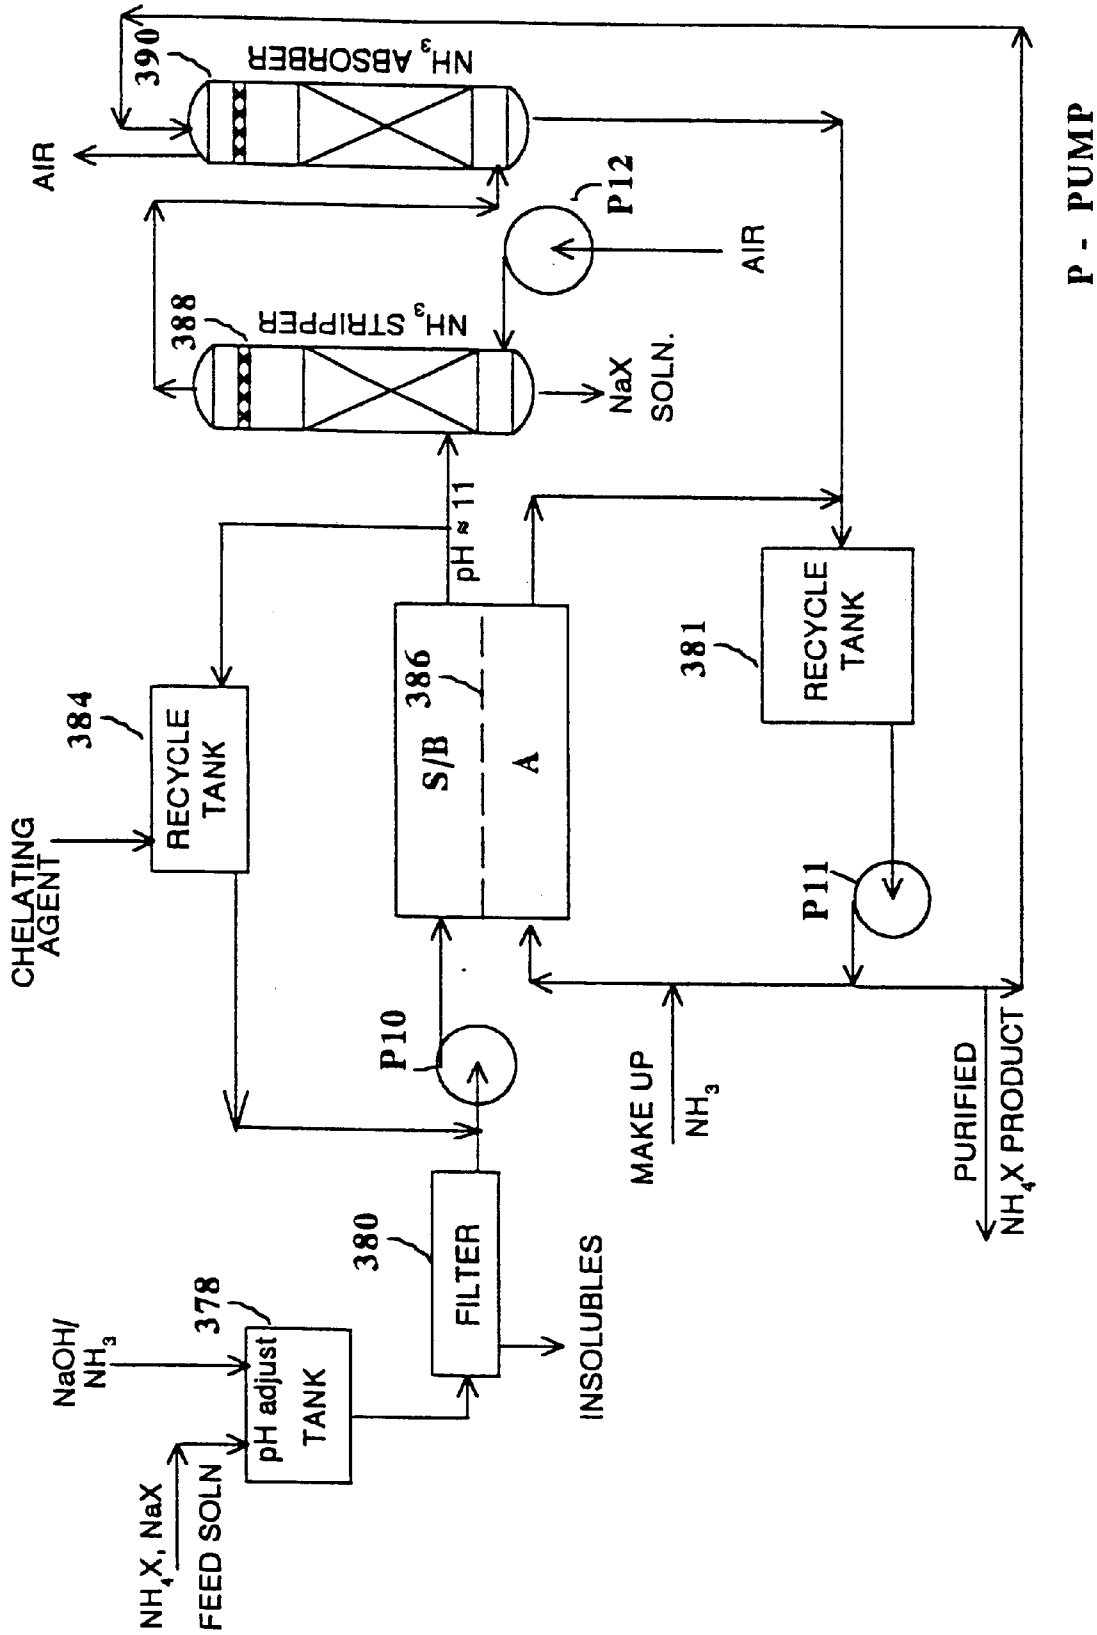 NH4X, NaX
FEED SOLN
NaOH/
NH3
378
pH adjust
TANK
380
FILTER
INSOLUBLES
CHELATING
AGENT
384
RECYCLE
TANK
P10
S/B
386
A
pH ≈ 11
388
NH3 STRIPPER
NaX
SOLN.
AIR
390
NH3 ABSORBER
P12
AIR
381
RECYCLE
TANK
P11
MAKE UP
NH3
PURIFIED
NH4X PRODUCT
P - PUMP